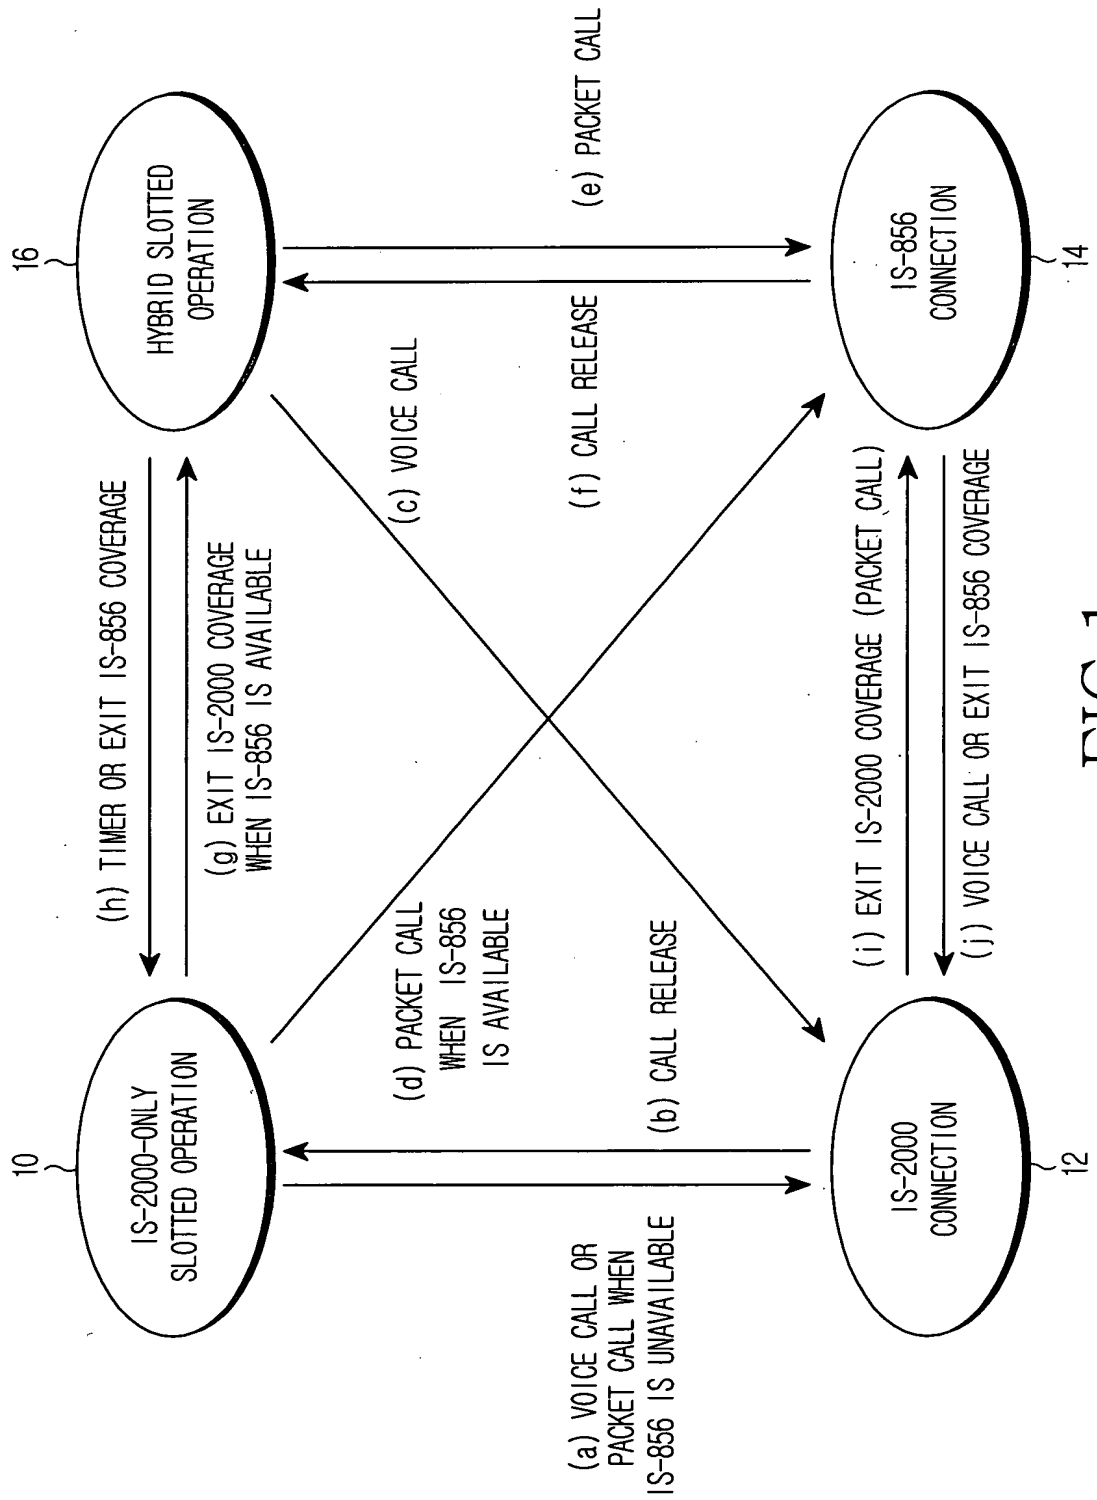 10
IS-2000-ONLY
SLOTTED OPERATION
16
HYBRID SLOTTED
OPERATION
(h) TIMER OR EXIT IS-856 COVERAGE
(g) EXIT IS-2000 COVERAGE
WHEN IS-856 IS AVAILABLE
(d) PACKET CALL
WHEN IS-856
IS AVAILABLE
(c) VOICE CALL
(a) VOICE CALL OR
PACKET CALL WHEN
IS-856 IS UNAVAILABLE
(b) CALL RELEASE
(f) CALL RELEASE
(e) PACKET CALL
(i) EXIT IS-2000 COVERAGE (PACKET CALL)
(j) VOICE CALL OR EXIT IS-856 COVERAGE
IS-2000
CONNECTION
12
IS-856
CONNECTION
14
FIG. 1